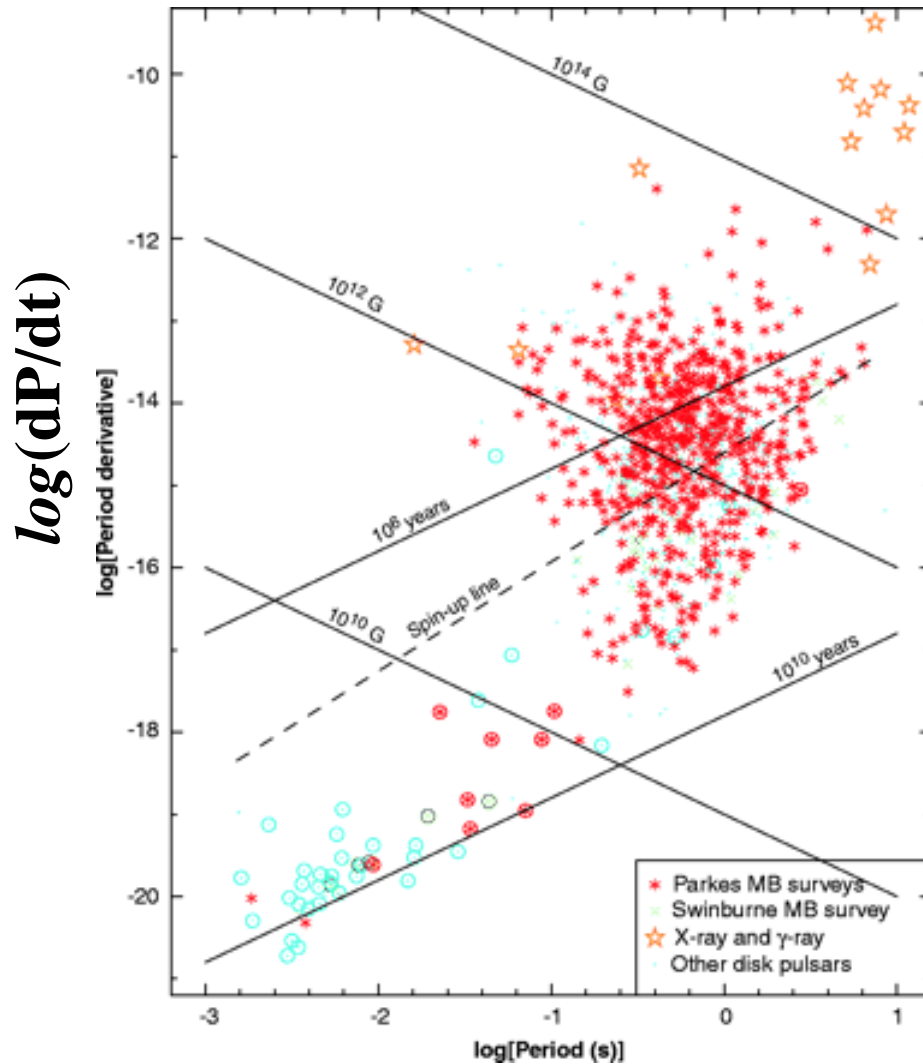 -10
-12
-14
-16
-18
-20
log(dP/dt)
log[Period derivative]
10¹⁴ G
10¹² G
10⁶ years
Spin-up line
10¹⁰ G
10¹⁰ years
Parkes MB surveys
Swinburne MB survey
X-ray and γ-ray
Other disk pulsars
-3
-2
-1
0
1
log[Period (s)]